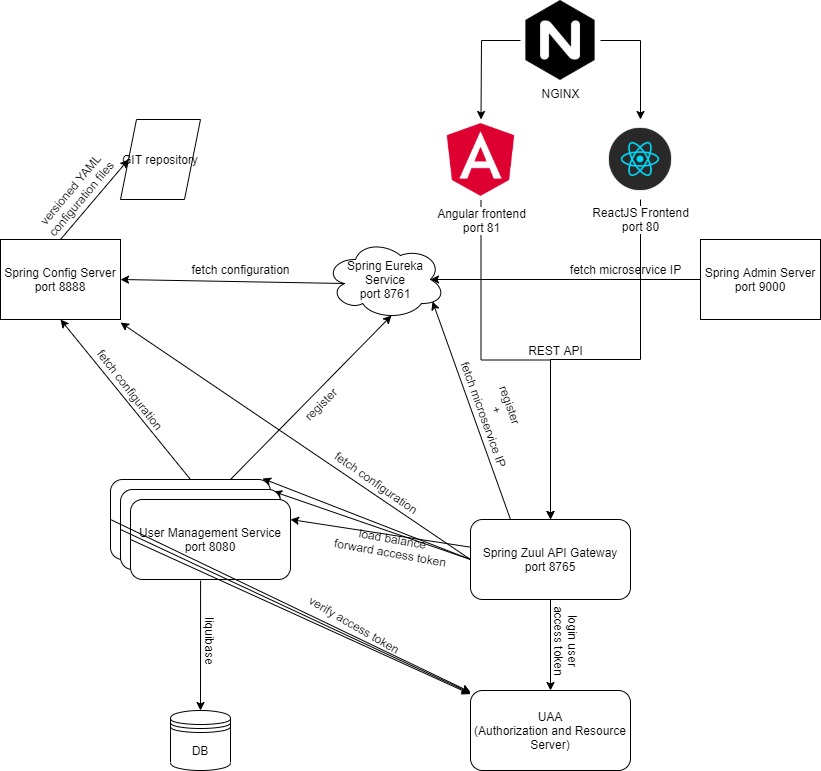 N
NGINX
A
Angular frontend
port 81
ReactJS Frontend
port 80
GIT repository
versioned YAML
configuration files
Spring Config Server
port 8888
fetch configuration
Spring Eureka
Service
port 8761
fetch microservice IP
Spring Admin Server
port 9000
REST API
fetch configuration
register
register
+
fetch microservice IP
fetch configuration
User Management Service
port 8080
load balance
forward access token
Spring Zuul API Gateway
port 8765
verify access token
liquibase
login user
access token
DB
UAA
(Authorization and Resource
Server)